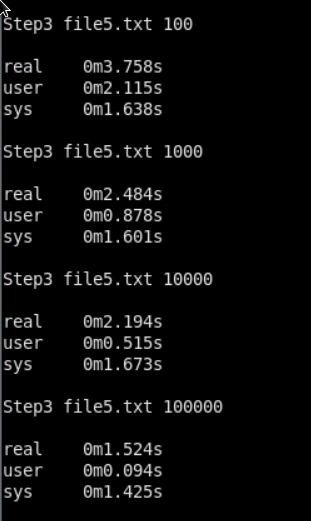 Step3 file5.txt 100
real 0m3.758s
user 0m2.115s
sys 0m1.638s
Step3 file5.txt 1000
real 0m2.484s
user 0m0.878s
sys 0m1.601s
Step3 file5.txt 10000
real 0m2.194s
user 0m0.515s
sys 0m1.673s
Step3 file5.txt 100000
real 0m1.524s
user 0m0.094s
sys 0m1.425s